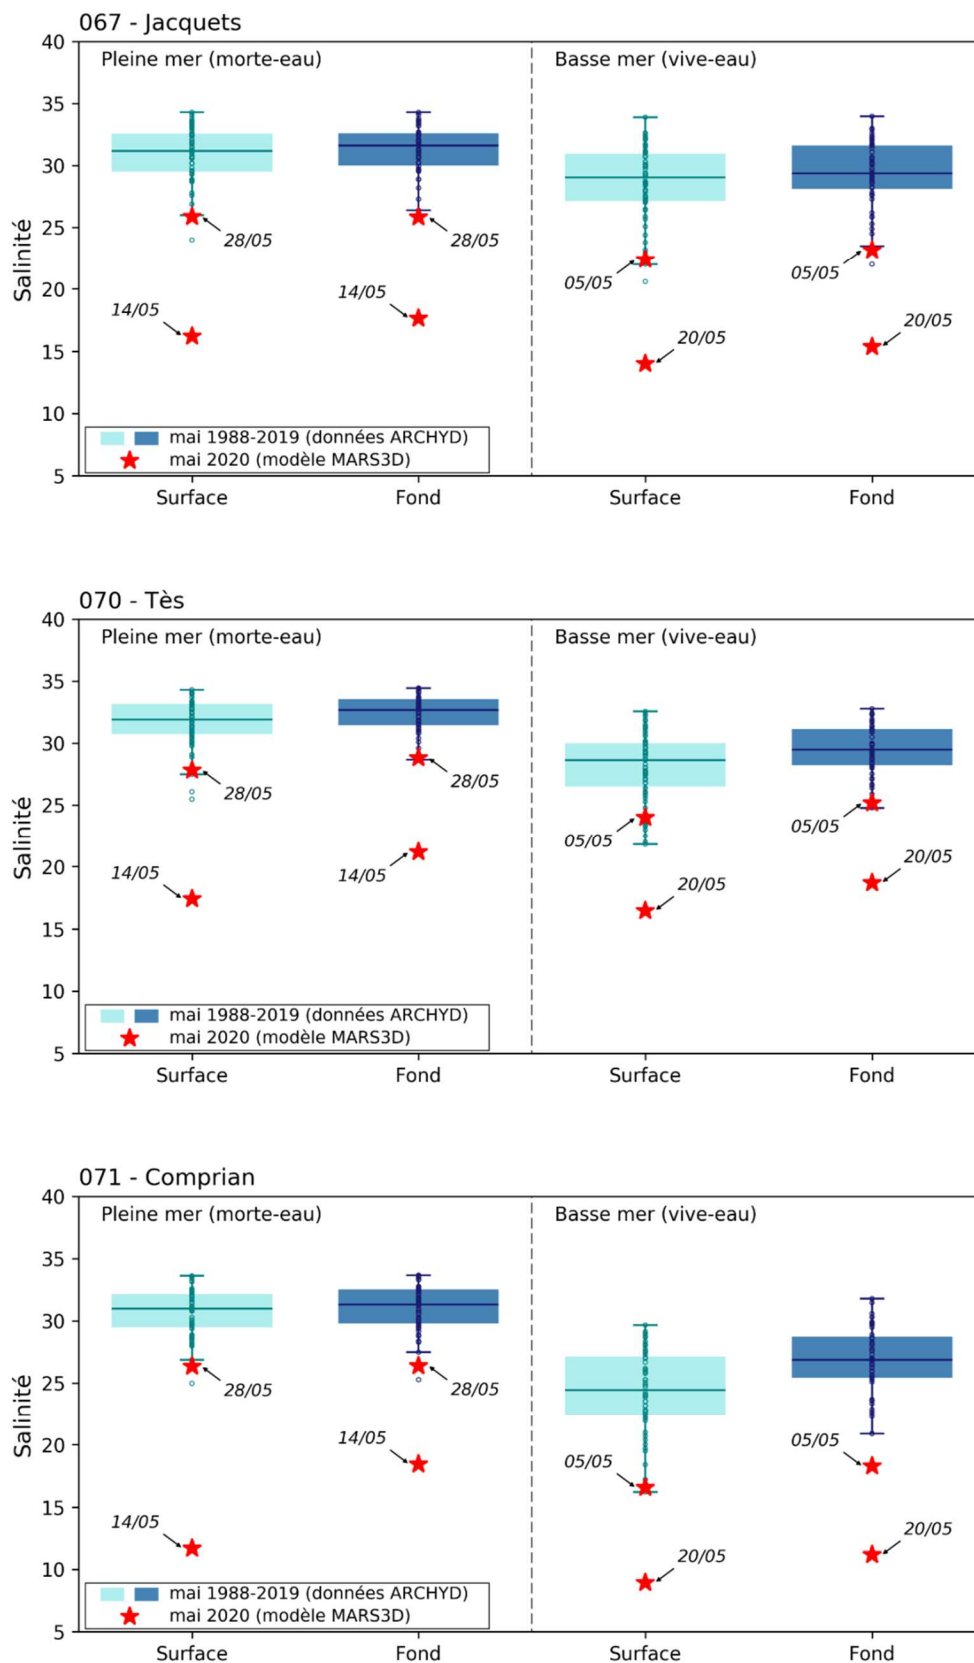 067 - Jacquets
40
Pleine mer (morte-eau)
Basse mer (vive-eau)
35
30
25
20
15
10
5
Salinité
28/05
28/05
14/05
14/05
05/05
05/05
20/05
20/05
mai 1988-2019 (données ARCHYD)
mai 2020 (modèle MARS3D)
Surface
Fond
Surface
Fond
070 - Tès
40
Pleine mer (morte-eau)
Basse mer (vive-eau)
35
30
25
20
15
10
5
Salinité
28/05
28/05
14/05
14/05
05/05
05/05
20/05
20/05
mai 1988-2019 (données ARCHYD)
mai 2020 (modèle MARS3D)
Surface
Fond
Surface
Fond
071 - Comprian
40
Pleine mer (morte-eau)
Basse mer (vive-eau)
35
30
25
20
15
10
5
Salinité
28/05
28/05
14/05
14/05
05/05
05/05
20/05
20/05
mai 1988-2019 (données ARCHYD)
mai 2020 (modèle MARS3D)
Surface
Fond
Surface
Fond